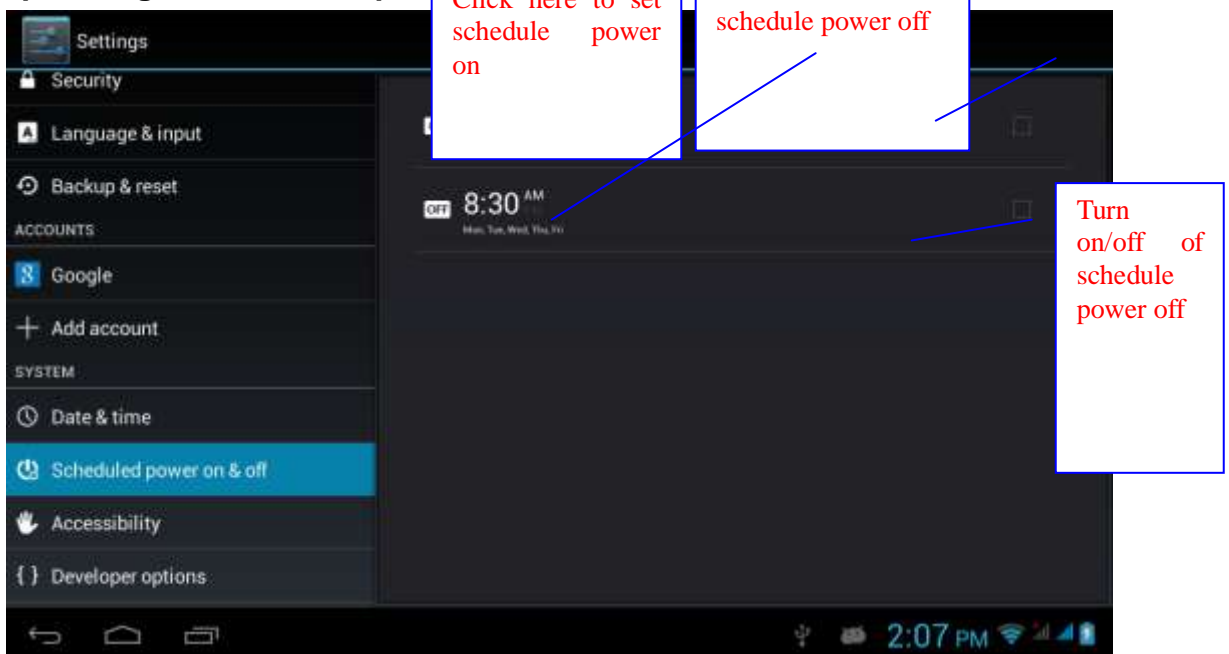 Click here to set
schedule power
on
schedule power off
Settings
Security
Language & input
Backup & reset
ACCOUNTS
Google
Add account
SYSTEM
Date & time
Scheduled power on & off
Accessibility
{ } Developer options
OFF 8:30 AM
Mon, Tue, Wed, Thu, Fri
Turn
on/off of
schedule
power off
2:07 PM